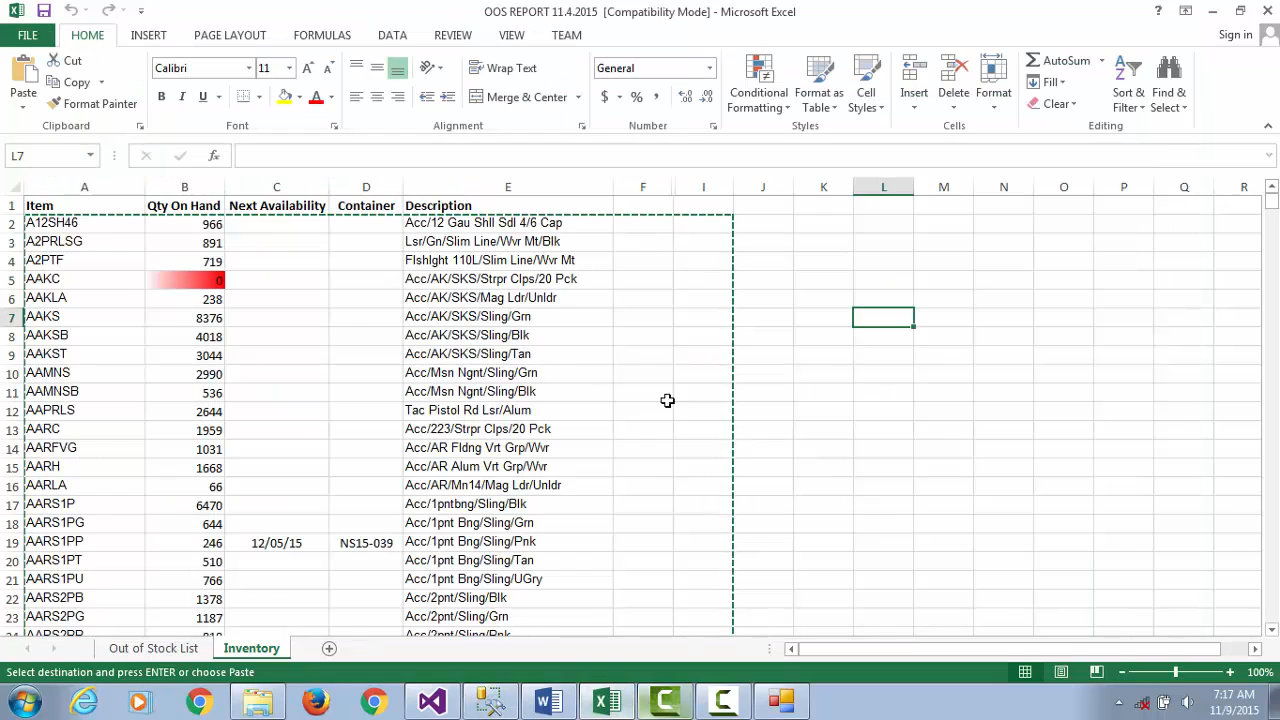 OOS REPORT 11.4.2015 [Compatibility Mode] - Microsoft Excel
FILE HOME INSERT PAGE LAYOUT FORMULAS DATA REVIEW VIEW TEAM Sign in
Paste Cut Copy Format Painter
Clipboard
Calibri 11
B I U
Font
Wrap Text
Merge & Center
Alignment
General
$ % ,
Number
Conditional Formatting Format as Table Cell Styles
Styles
Insert Delete Format
Cells
AutoSum Fill Clear
Sort & Filter Find & Select
Editing
L7 fx
A B C D E F I J K L M N O P Q R
1 Item Qty On Hand Next Availability Container Description
2 A12SH46 966 Acc/12 Gau Shll Sdl 4/6 Cap
3 A2PRLSG 891 Lsr/Gn/Slim Line/Wvr Mt/Blk
4 A2PTF 719 Flshlght 110L/Slim Line/Wvr Mt
5 AAKC 0 Acc/AK/SKS/Strpr Clps/20 Pck
6 AAKLA 238 Acc/AK/SKS/Mag Ldr/Unldr
7 AAKS 8376 Acc/AK/SKS/Sling/Grn
8 AAKSB 4018 Acc/AK/SKS/Sling/Blk
9 AAKST 3044 Acc/AK/SKS/Sling/Tan
10 AAMNS 2990 Acc/Msn Ngnt/Sling/Grn
11 AAMNSB 536 Acc/Msn Ngnt/Sling/Blk
12 AAPRLS 2644 Tac Pistol Rd Lsr/Alum
13 AARC 1959 Acc/223/Strpr Clps/20 Pck
14 AARFVG 1031 Acc/AR Fldng Vrt Grp/Wvr
15 AARH 1668 Acc/AR Alum Vrt Grp/Wvr
16 AARLA 66 Acc/AR/Mn14/Mag Ldr/Unldr
17 AARS1P 6470 Acc/1pntbng/Sling/Blk
18 AARS1PG 644 Acc/1pnt Bng/Sling/Grn
19 AARS1PP 246 12/05/15 NS15-039 Acc/1pnt Bng/Sling/Pnk
20 AARS1PT 510 Acc/1pnt Bng/Sling/Tan
21 AARS1PU 766 Acc/1pnt Bng/Sling/UGry
22 AARS2PB 1378 Acc/2pnt/Sling/Blk
23 AARS2PG 1187 Acc/2pnt/Sling/Grn
Out of Stock List Inventory
Select destination and press ENTER or choose Paste 100%
7:17 AM
11/9/2015